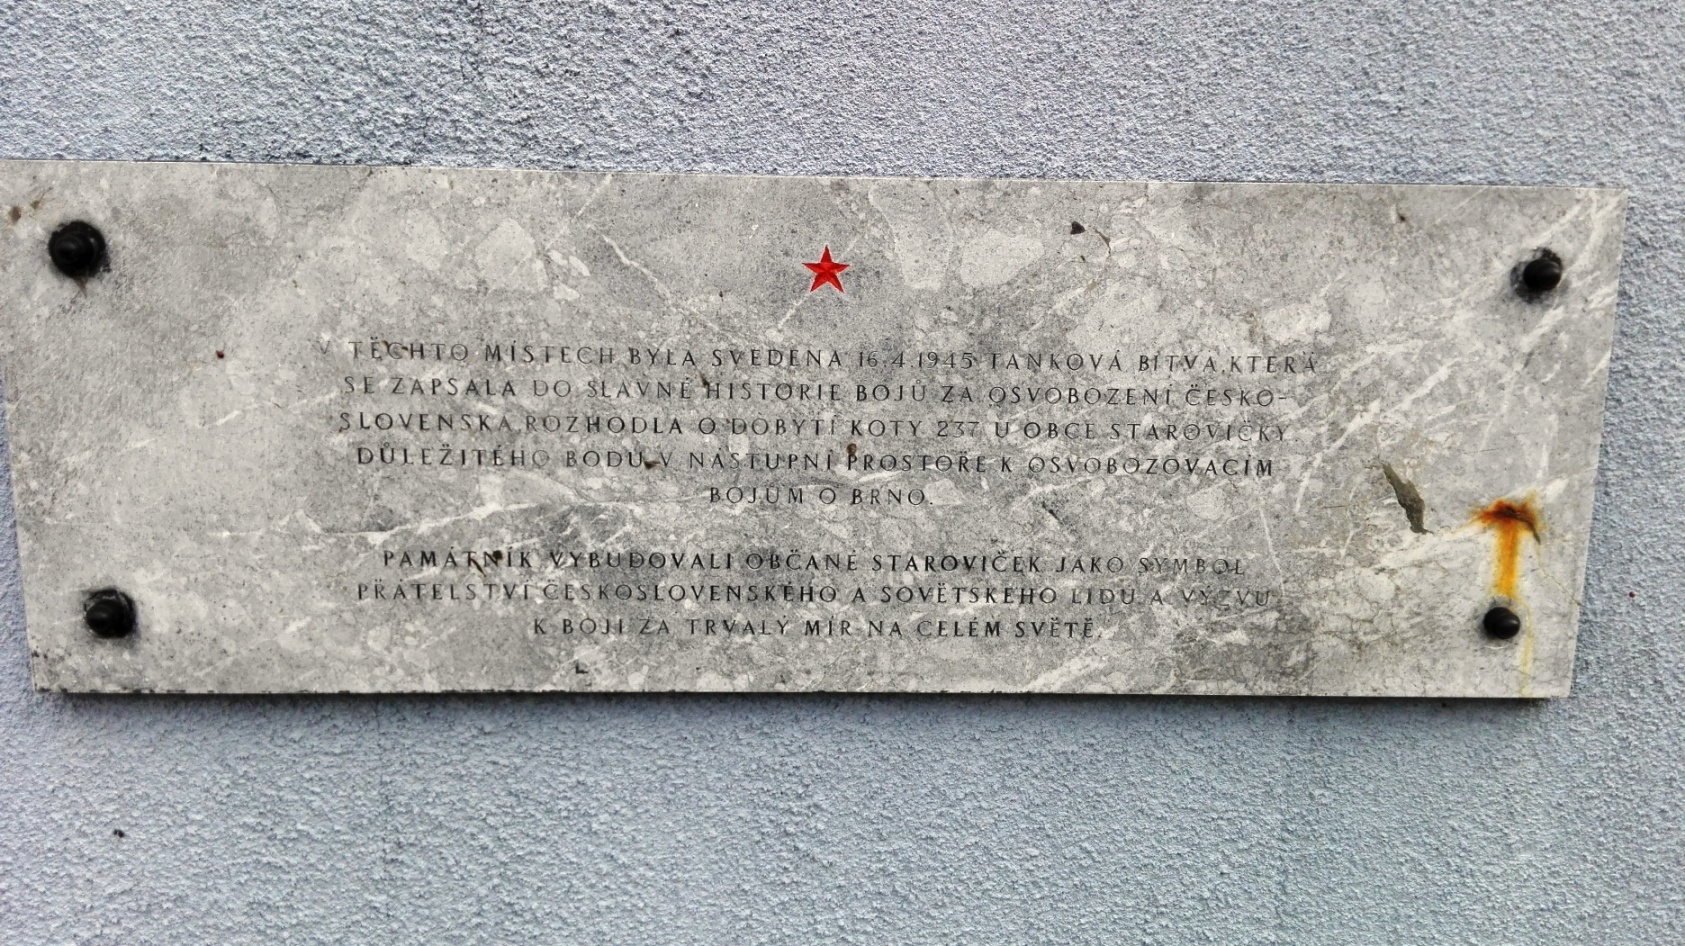 V TĚCHTO MÍSTECH BYLA SVEDENA 16.4.1945 TANKOVÁ BITVA, KTERÁ
SE ZAPSALA DO SLAVNÉ HISTORIE BOJŮ ZA OSVOBOZENÍ ČESKO-
SLOVENSKA. ROZHODLA O DOBYTÍ KOTY 237 U OBCE STAROVIČKY.
DŮLEŽITÉHO BODU V NÁSTUPNÍ PROSTOŘE K OSVOBOZOVACÍM
BOJŮM O BRNO.
PAMÁTNÍK VYBUDOVALI OBČANÉ STAROVIČEK JAKO SYMBOL
PŘÁTELSTVÍ ČESKOSLOVENSKÉHO A SOVĚTSKÉHO LIDU A VÝZVU
K BOJI ZA TRVALÝ MÍR NA CELÉM SVĚTĚ.